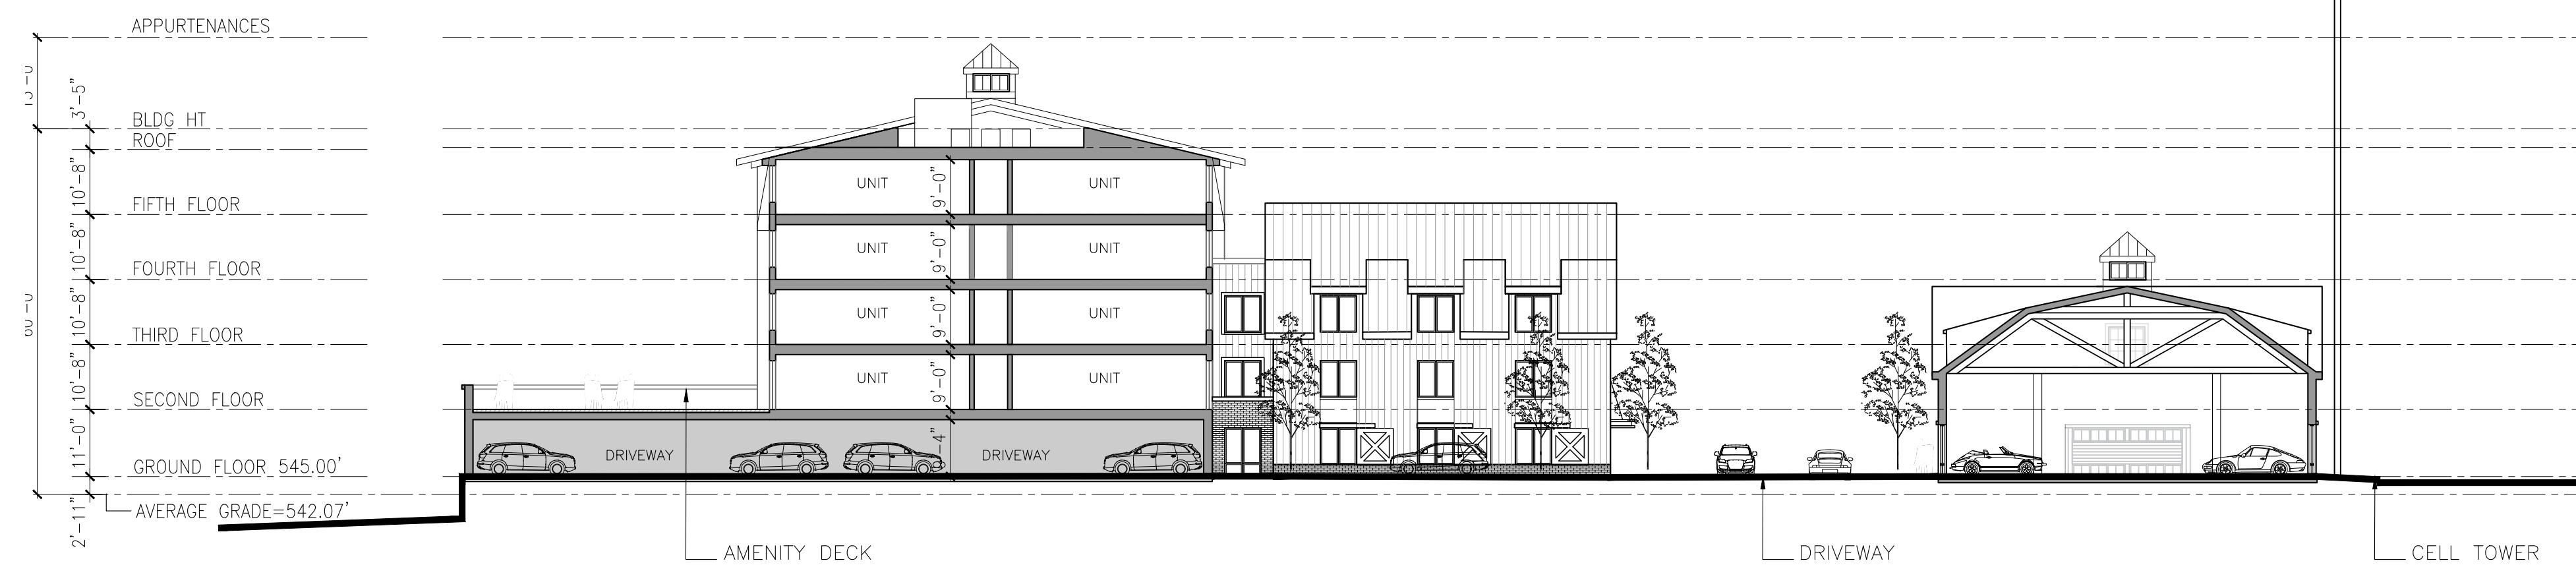 APPURTENANCES
3'-5"
BLDG HT
ROOF
10'-8"
FIFTH FLOOR
10'-8"
FOURTH FLOOR
10'-8"
THIRD FLOOR
10'-8"
SECOND FLOOR
11'-0"
GROUND FLOOR 545.00'
AVERAGE GRADE=542.07'
2'-11"
UNIT 9'-0" UNIT
UNIT 9'-0" UNIT
UNIT 9'-0" UNIT
UNIT 9'-0" UNIT
DRIVEWAY -4" DRIVEWAY
AMENITY DECK
DRIVEWAY
CELL TOWER